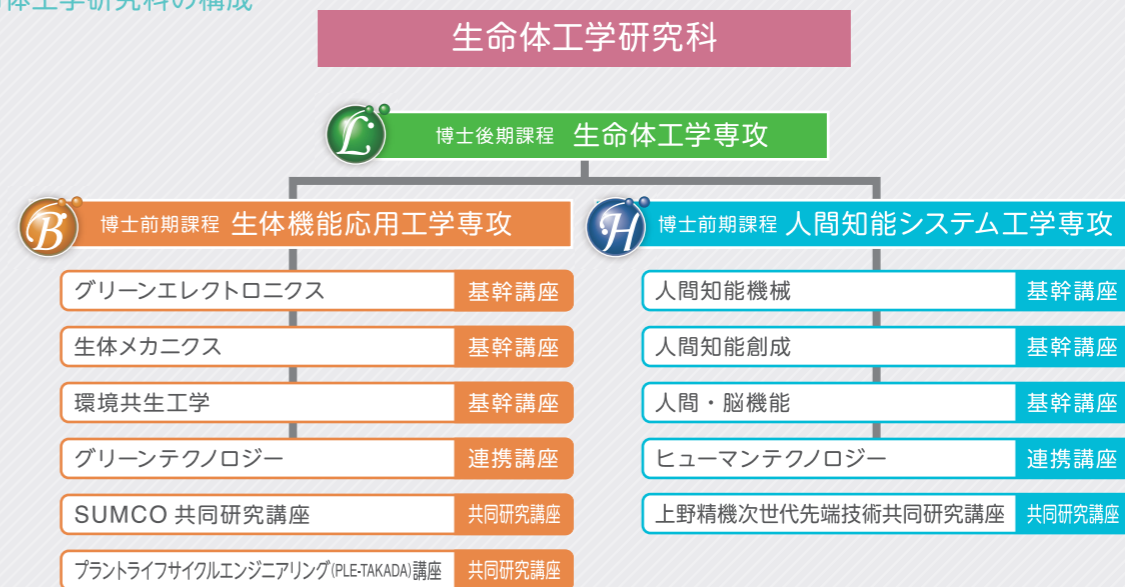 体工学研究科の構成
生命体工学研究科
L 博士後期課程 生命体工学専攻
B 博士前期課程 生体機能応用工学専攻
グリーンエレクトロニクス 基幹講座
生体メカニクス 基幹講座
環境共生工学 基幹講座
グリーンテクノロジー 連携講座
SUMCO 共同研究講座 共同研究講座
プラントライフサイクルエンジニアリング(PLE-TAKADA)講座 共同研究講座
H 博士前期課程 人間知能システム工学専攻
人間知能機械 基幹講座
人間知能創成 基幹講座
人間・脳機能 基幹講座
ヒューマンテクノロジー 連携講座
上野精機次世代先端技術共同研究講座 共同研究講座